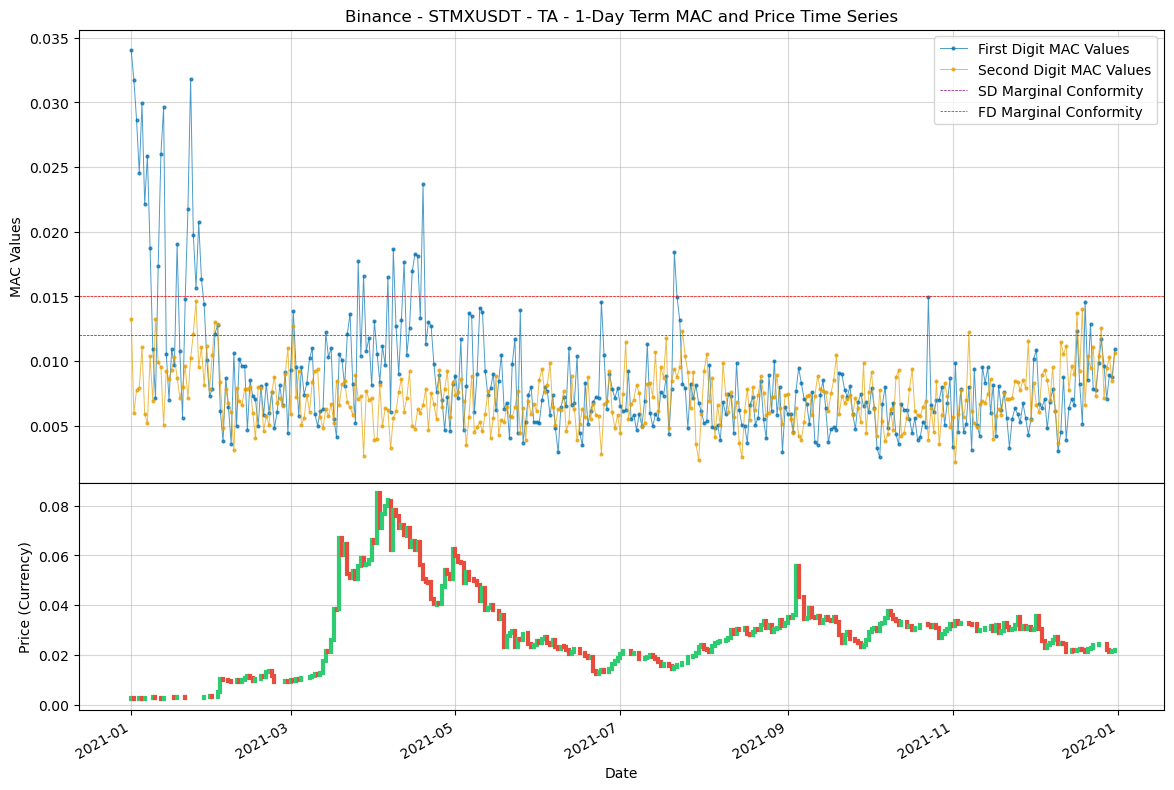 Binance - STMXUSDT - TA - 1-Day Term MAC and Price Time Series
First Digit MAC Values
Second Digit MAC Values
SD Marginal Conformity
FD Marginal Conformity
MAC Values
0.035
0.030
0.025
0.020
0.015
0.010
0.005
Price (Currency)
0.08
0.06
0.04
0.02
0.00
2021-01
2021-03
2021-05
2021-07
2021-09
2021-11
2022-01
Date